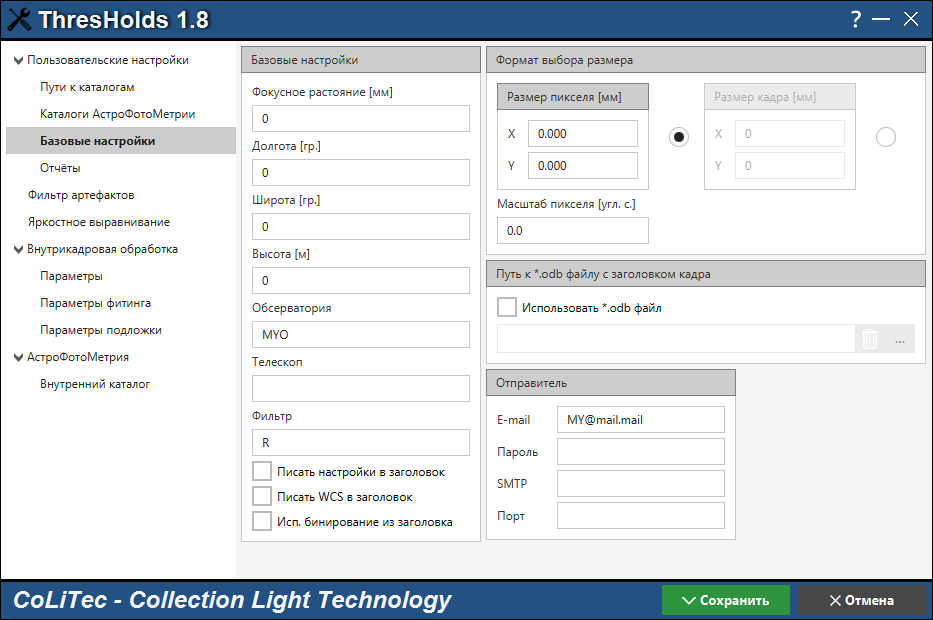 ThresHolds 1.8
?
Пользовательские настройки
Пути к каталогам
Каталоги АстроФотоМетрии
Базовые настройки
Отчёты
Фильтр артефактов
Яркостное выравнивание
Внутрикадровая обработка
Параметры
Параметры фитинга
Параметры подложки
АстроФотоМетрия
Внутренний каталог
Базовые настройки
Фокусное растояние [мм]
0
Долгота [гр.]
0
Широта [гр.]
0
Высота [м]
0
Обсерватория
MYO
Телескоп
Фильтр
R
Писать настройки в заголовок
Писать WCS в заголовок
Исп. бинирование из заголовка
Формат выбора размера
Размер пикселя [мм]
X 0.000
Y 0.000
Размер кадра [мм]
X 0
Y 0
Масштаб пикселя [угл. с.]
0.0
Путь к *.odb файлу с заголовком кадра
Использовать *.odb файл
...
Отправитель
E-mail MY@mail.mail
Пароль
SMTP
Порт
CoLiTec - Collection Light Technology
Сохранить
Отмена